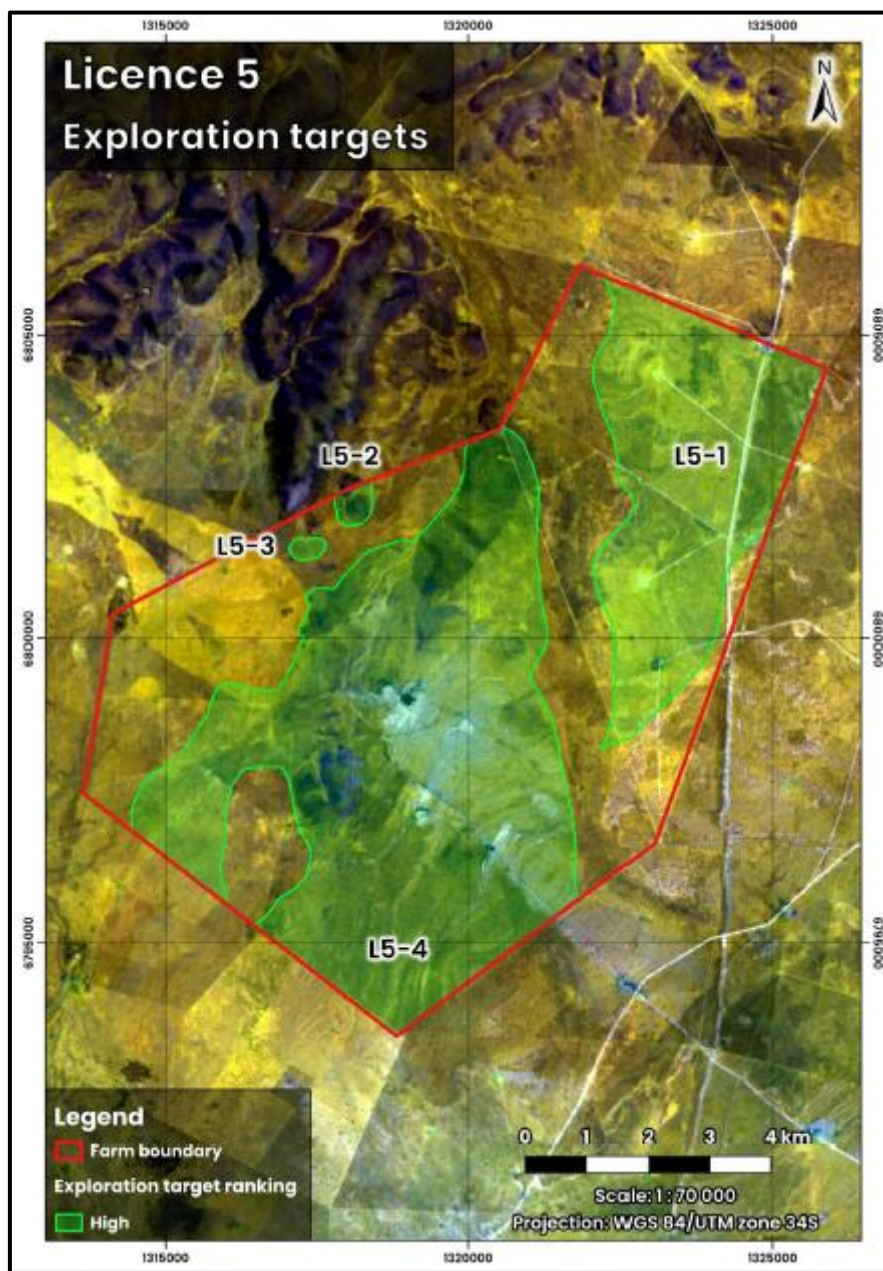 1315000
1320000
1325000
Licence 5
Exploration targets
N
6805000
6805000
L5-1
L5-2
L5-3
6800000
6800000
6795000
6795000
L5-4
Legend
Farm boundary
Exploration target ranking
High
0 1 2 3 4 km
Scale: 1 : 70 000
Projection: WGS 84/UTM zone 34S
1315000
1320000
1325000